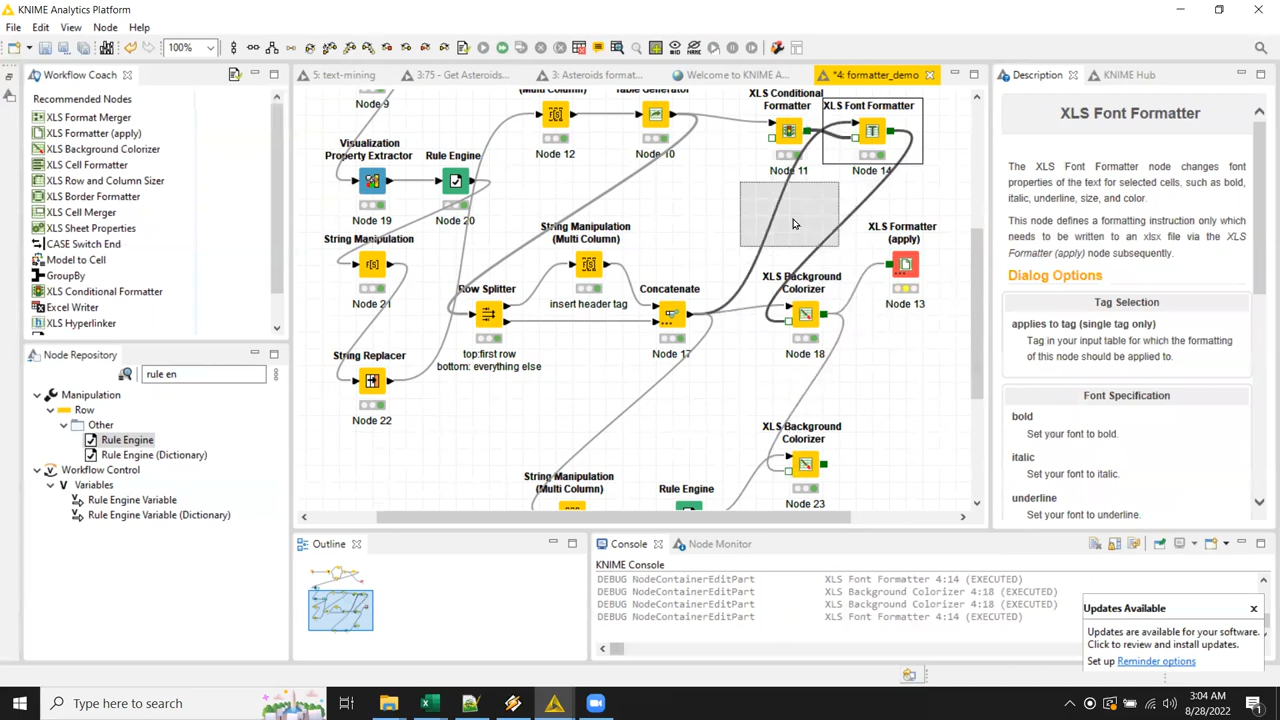 KNIME Analytics Platform
File Edit View Node Help
100%
Workflow Coach
Recommended Nodes
XLS Format Merger
XLS Formatter (apply)
XLS Background Colorizer
XLS Cell Formatter
XLS Row and Column Sizer
XLS Border Formatter
XLS Cell Merger
XLS Sheet Properties
CASE Switch End
Model to Cell
GroupBy
XLS Conditional Formatter
Excel Writer
XLS Hyperlinker
Node Repository
rule en
Manipulation
Row
Other
Rule Engine
Rule Engine (Dictionary)
Workflow Control
Variables
Rule Engine Variable
Rule Engine Variable (Dictionary)
5: text-mining
3:75 - Get Asteroids...
3: Asteroids format...
Welcome to KNIME A...
*4: formatter_demo
Node 9
(Multi Column)
Node 12
Table Generator
Node 10
XLS Conditional
Formatter
Node 11
XLS Font Formatter
Node 14
Visualization
Property Extractor
Node 19
Rule Engine
Node 20
String Manipulation
Node 21
String Manipulation
(Multi Column)
insert header tag
XLS Formatter
(apply)
Node 13
Row Splitter
top:first row
bottom: everything else
Concatenate
Node 17
XLS Background
Colorizer
Node 18
String Replacer
Node 22
XLS Background
Colorizer
Node 23
String Manipulation
(Multi Column)
Rule Engine
Description
KNIME Hub
XLS Font Formatter
The XLS Font Formatter node changes font
properties of the text for selected cells, such as bold,
italic, underline, size, and color.
This node defines a formatting instruction only which
needs to be written to an xlsx file via the XLS
Formatter (apply) node subsequently.
Dialog Options
Tag Selection
applies to tag (single tag only)
Tag in your input table for which the formatting
of this node should be applied to.
Font Specification
bold
Set your font to bold.
italic
Set your font to italic.
underline
Set your font to underline.
Outline
Console
Node Monitor
KNIME Console
DEBUG NodeContainerEditPart XLS Font Formatter 4:14 (EXECUTED)
DEBUG NodeContainerEditPart XLS Background Colorizer 4:18 (EXECUTED)
DEBUG NodeContainerEditPart XLS Background Colorizer 4:18 (EXECUTED)
DEBUG NodeContainerEditPart XLS Font Formatter 4:14 (EXECUTED)
Updates Available
Updates are available for your software.
Click to review and install updates.
Set up Reminder options
Type here to search
3:04 AM
8/28/2022